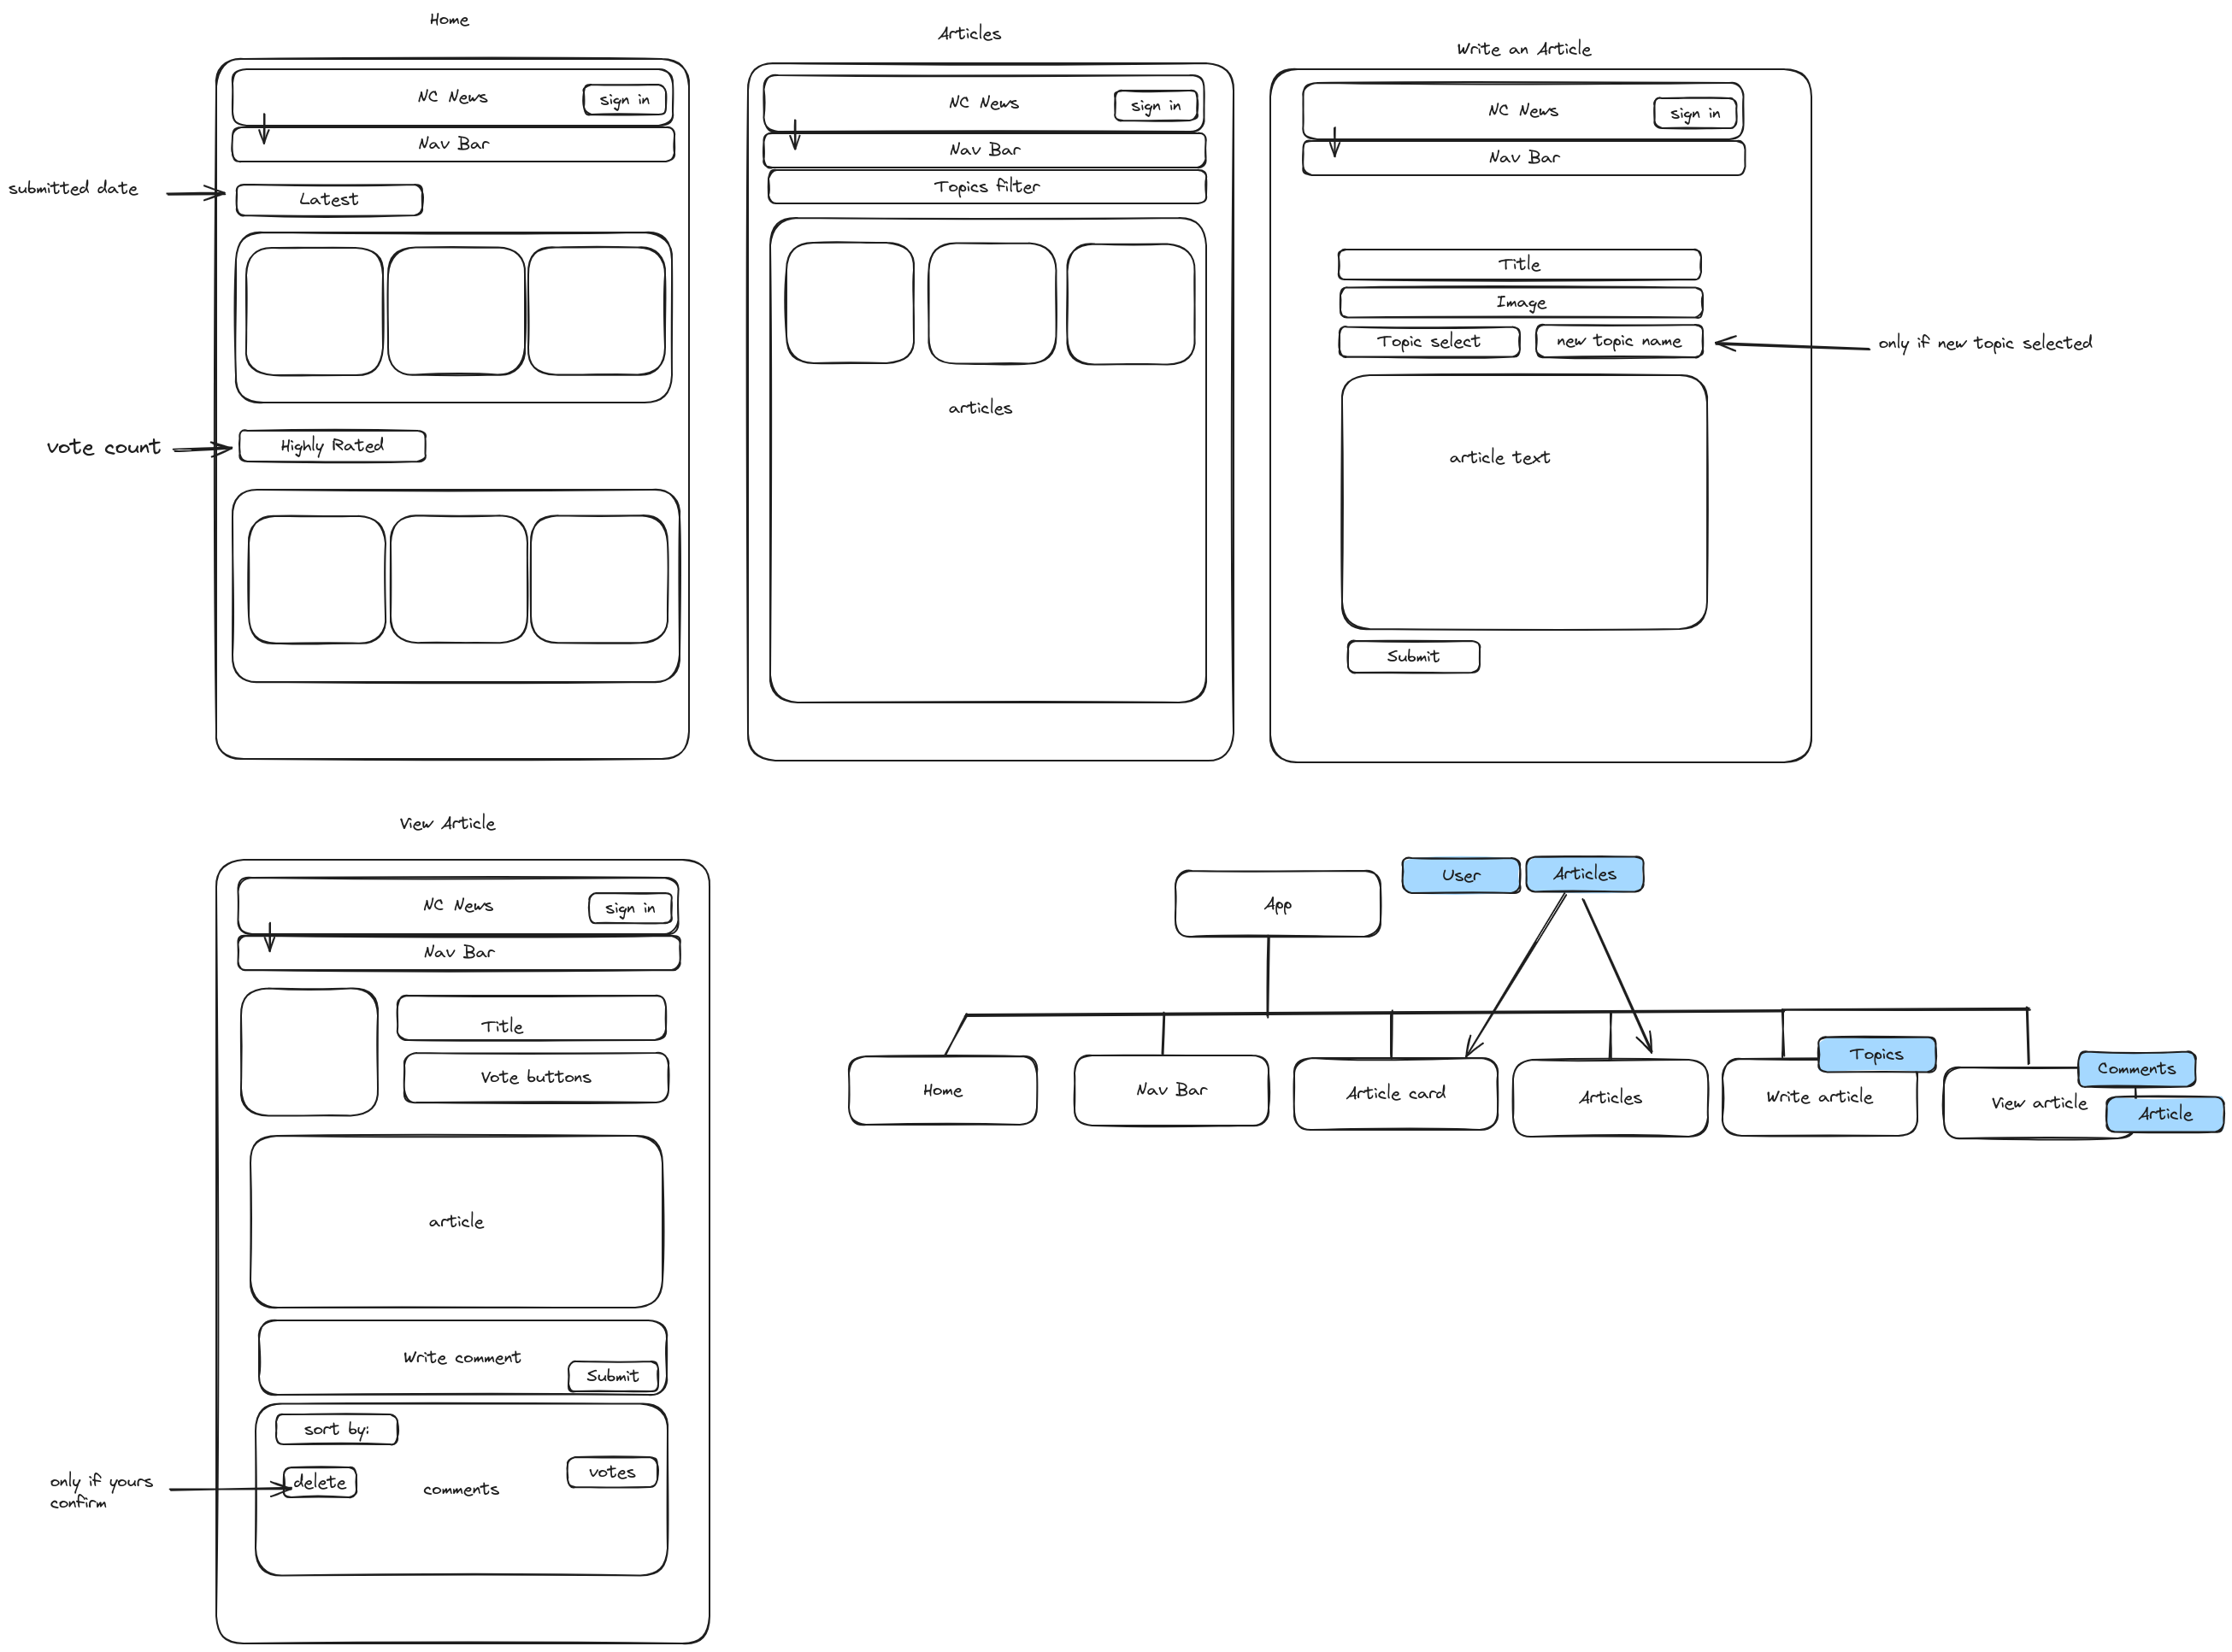 Home
NC News
sign in
Nav Bar
submitted date
Latest
vote count
Highly Rated
Articles
NC News
sign in
Nav Bar
Topics filter
articles
Write an Article
NC News
sign in
Nav Bar
Title
Image
Topic select
new topic name
only if new topic selected
article text
Submit
View Article
NC News
sign in
Nav Bar
Title
Vote buttons
article
Write comment
Submit
sort by:
votes
delete
comments
only if yours
confirm
App
User
Articles
Home
Nav Bar
Article card
Articles
Write article
Topics
View article
Comments
Article